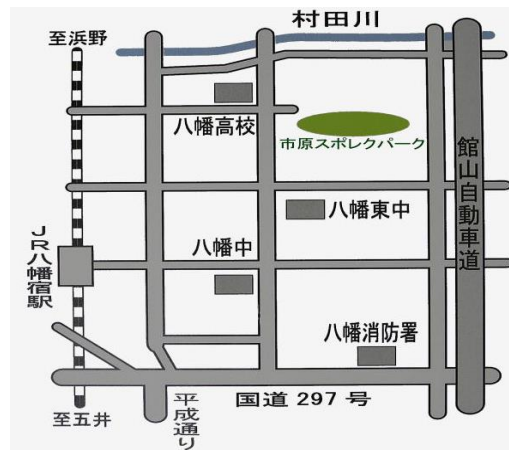 村田川
至浜野
八幡高校
市原スポレクパーク
館山自動車道
八幡東中
JR八幡宿駅
八幡中
八幡消防署
国道297号
平成通り
至五井